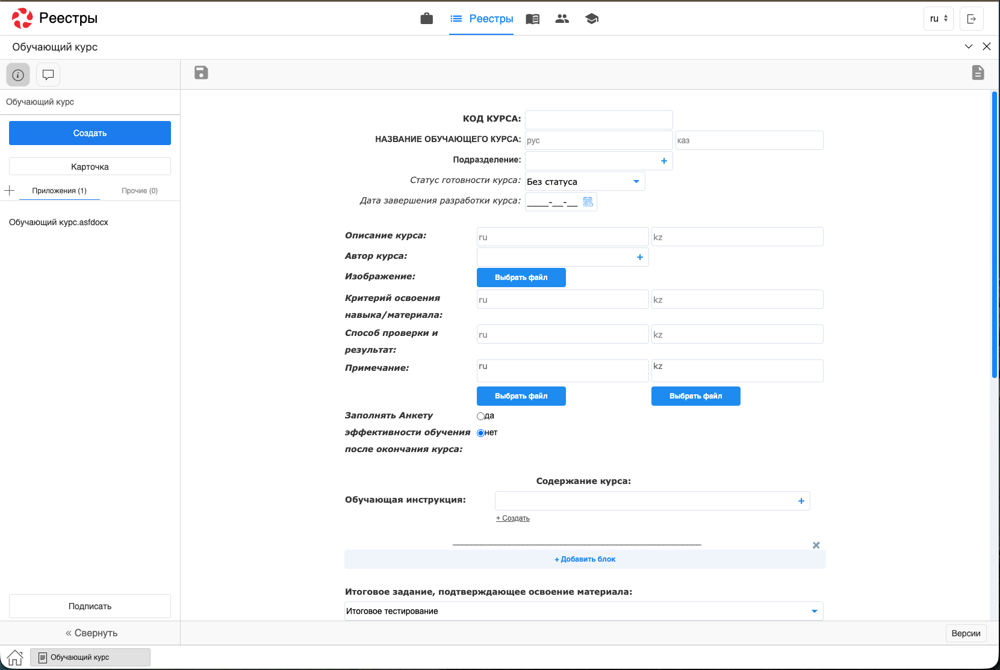 Реестры
Реестры
ru
Обучающий курс
Обучающий курс
Создать
Карточка
Приложения (1)
Прочие (0)
Обучающий курс.asfdocx
КОД КУРСА:
НАЗВАНИЕ ОБУЧАЮЩЕГО КУРСА: рус каз
Подразделение: +
Статус готовности курса: Без статуса
Дата завершения разработки курса: ____-__-__
Описание курса: ru kz
Автор курса: +
Изображение: Выбрать файл
Критерий освоения
навыка/материала:
ru kz
Способ проверки и
результат:
ru kz
Примечание: ru kz
Выбрать файл Выбрать файл
Заполнять Анкету
эффективности обучения
после окончания курса:
да
нет
Содержание курса:
Обучающая инструкция: +
+ Создать
+ Добавить блок
Итоговое задание, подтверждающее освоение материала:
Итоговое тестирование
Подписать
« Свернуть
Версии
Обучающий курс